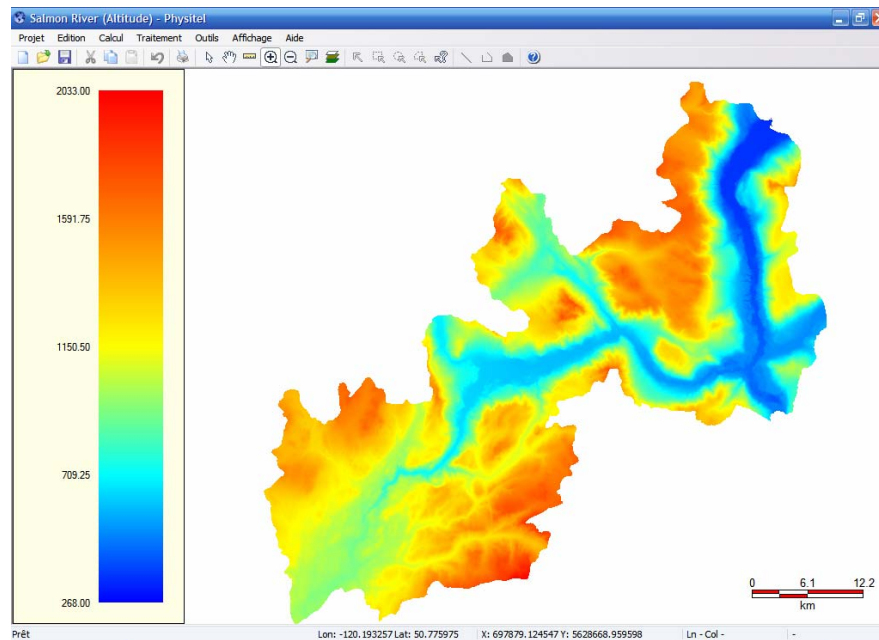 Salmon River (Altitude) - Physitel
Projet Edition Calcul Traitement Outils Affichage Aide
2033.00
1591.75
1150.50
709.25
268.00
0 6.1 12.2
km
Prêt Lon: -120.193257 Lat: 50.775975 X: 697879.124547 Y: 5628668.959598 Ln - Col - -